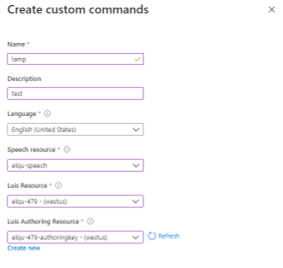 Create custom commands
Name *
lamp
Description
test
Language *
English (United States)
Speech resource *
elqu-speech
Luis Resource *
elqu-479 - (westus)
Luis Authoring Resource *
elqu-479-authoringkey - (westus)
Refresh
Create new